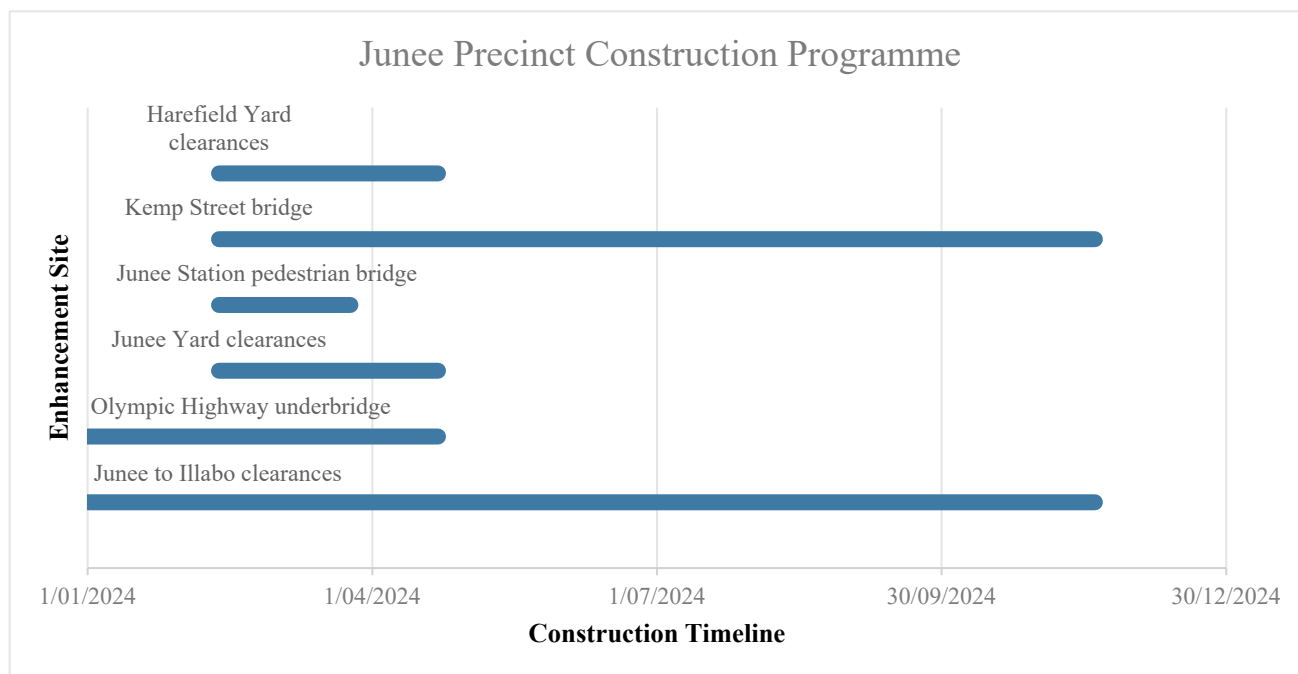 Junee Precinct Construction Programme
Harefield Yard
clearances
Kemp Street bridge
Junee Station pedestrian bridge
Junee Yard clearances
Olympic Highway underbridge
Junee to Illabo clearances
Enhancement Site
1/01/2024
1/04/2024
1/07/2024
30/09/2024
30/12/2024
Construction Timeline